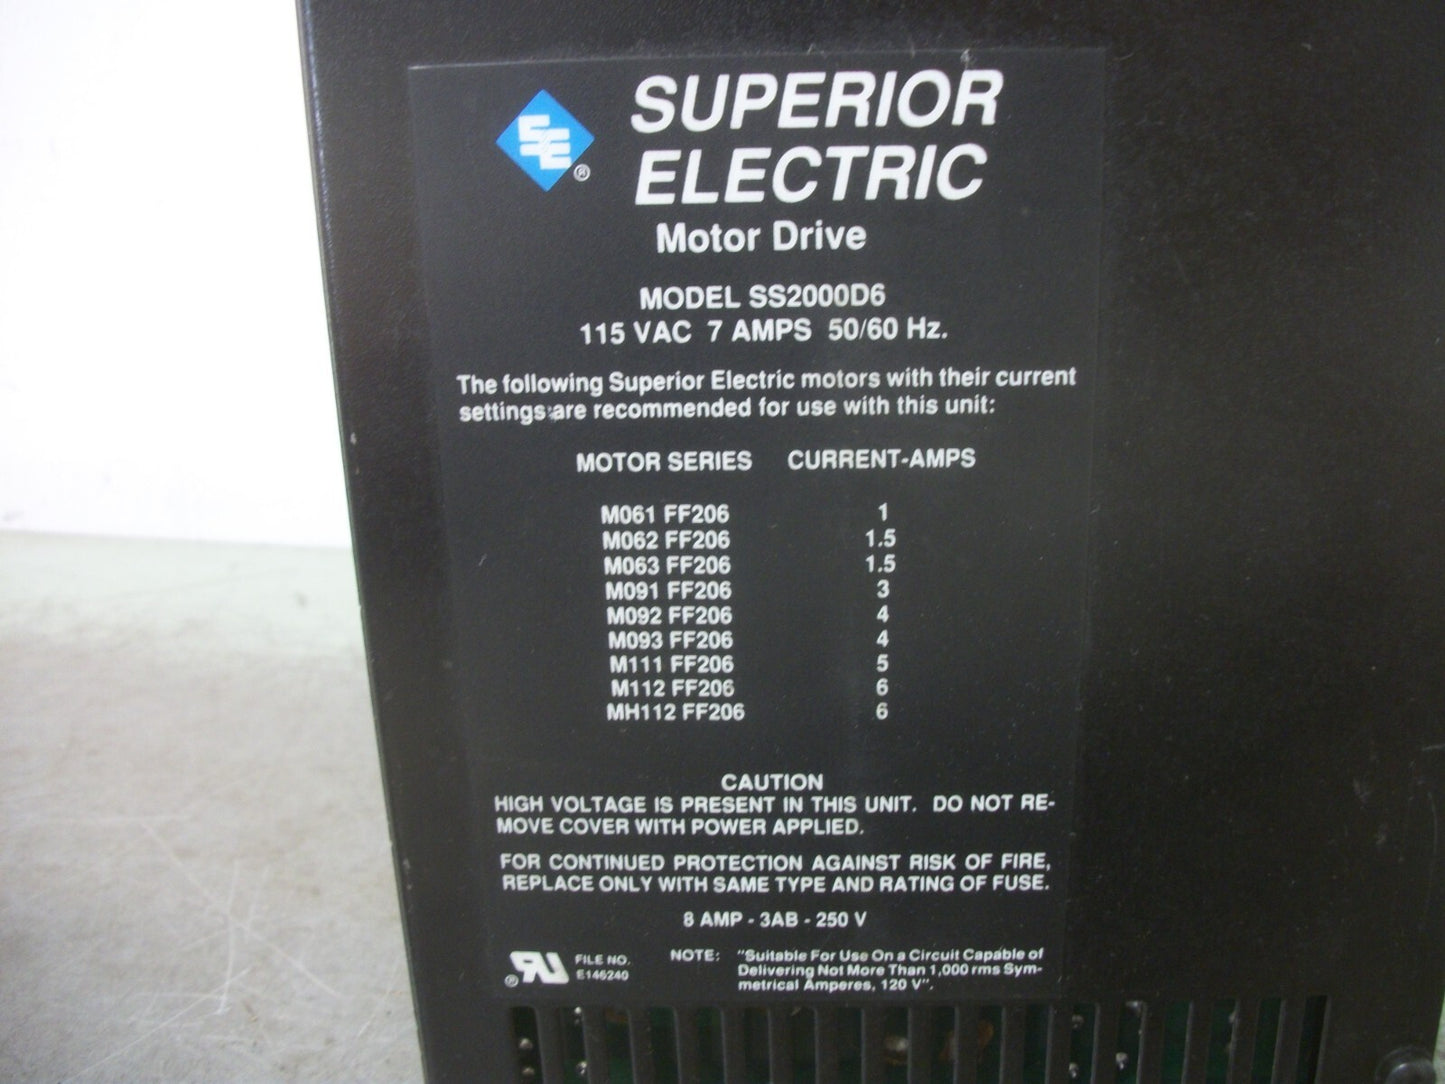 SUPERIOR
ELECTRIC
®
Motor Drive
MODEL SS2000D6
115 VAC 7 AMPS 50/60 Hz.
The following Superior Electric motors with their current
settings are recommended for use with this unit:
MOTOR SERIES CURRENT-AMPS
M061 FF206 1
M062 FF206 1.5
M063 FF206 1.5
M091 FF206 3
M092 FF206 4
M093 FF206 4
M111 FF206 5
M112 FF206 6
MH112 FF206 6
CAUTION
HIGH VOLTAGE IS PRESENT IN THIS UNIT. DO NOT RE-
MOVE COVER WITH POWER APPLIED.
FOR CONTINUED PROTECTION AGAINST RISK OF FIRE,
REPLACE ONLY WITH SAME TYPE AND RATING OF FUSE.
8 AMP - 3AB - 250 V
® RU FILE NO.
E146240
NOTE: "Suitable For Use On a Circuit Capable of
Delivering Not More Than 1,000 rms Sym-
metrical Amperes, 120 V".